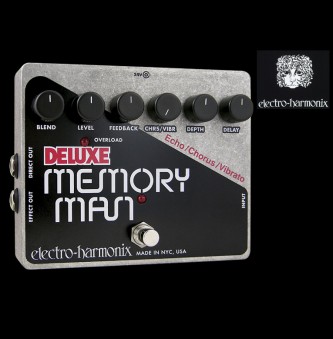 24V
electro-harmonix
BLEND LEVEL FEEDBACK CHRS/VIBR DEPTH DELAY
OVERLOAD
DIRECT OUT
EFFECT OUT
Echo/Chorus/Vibrato
INPUT
DELUXE
MEMORY
MAN
electro-harmonix
MADE IN NYC, USA